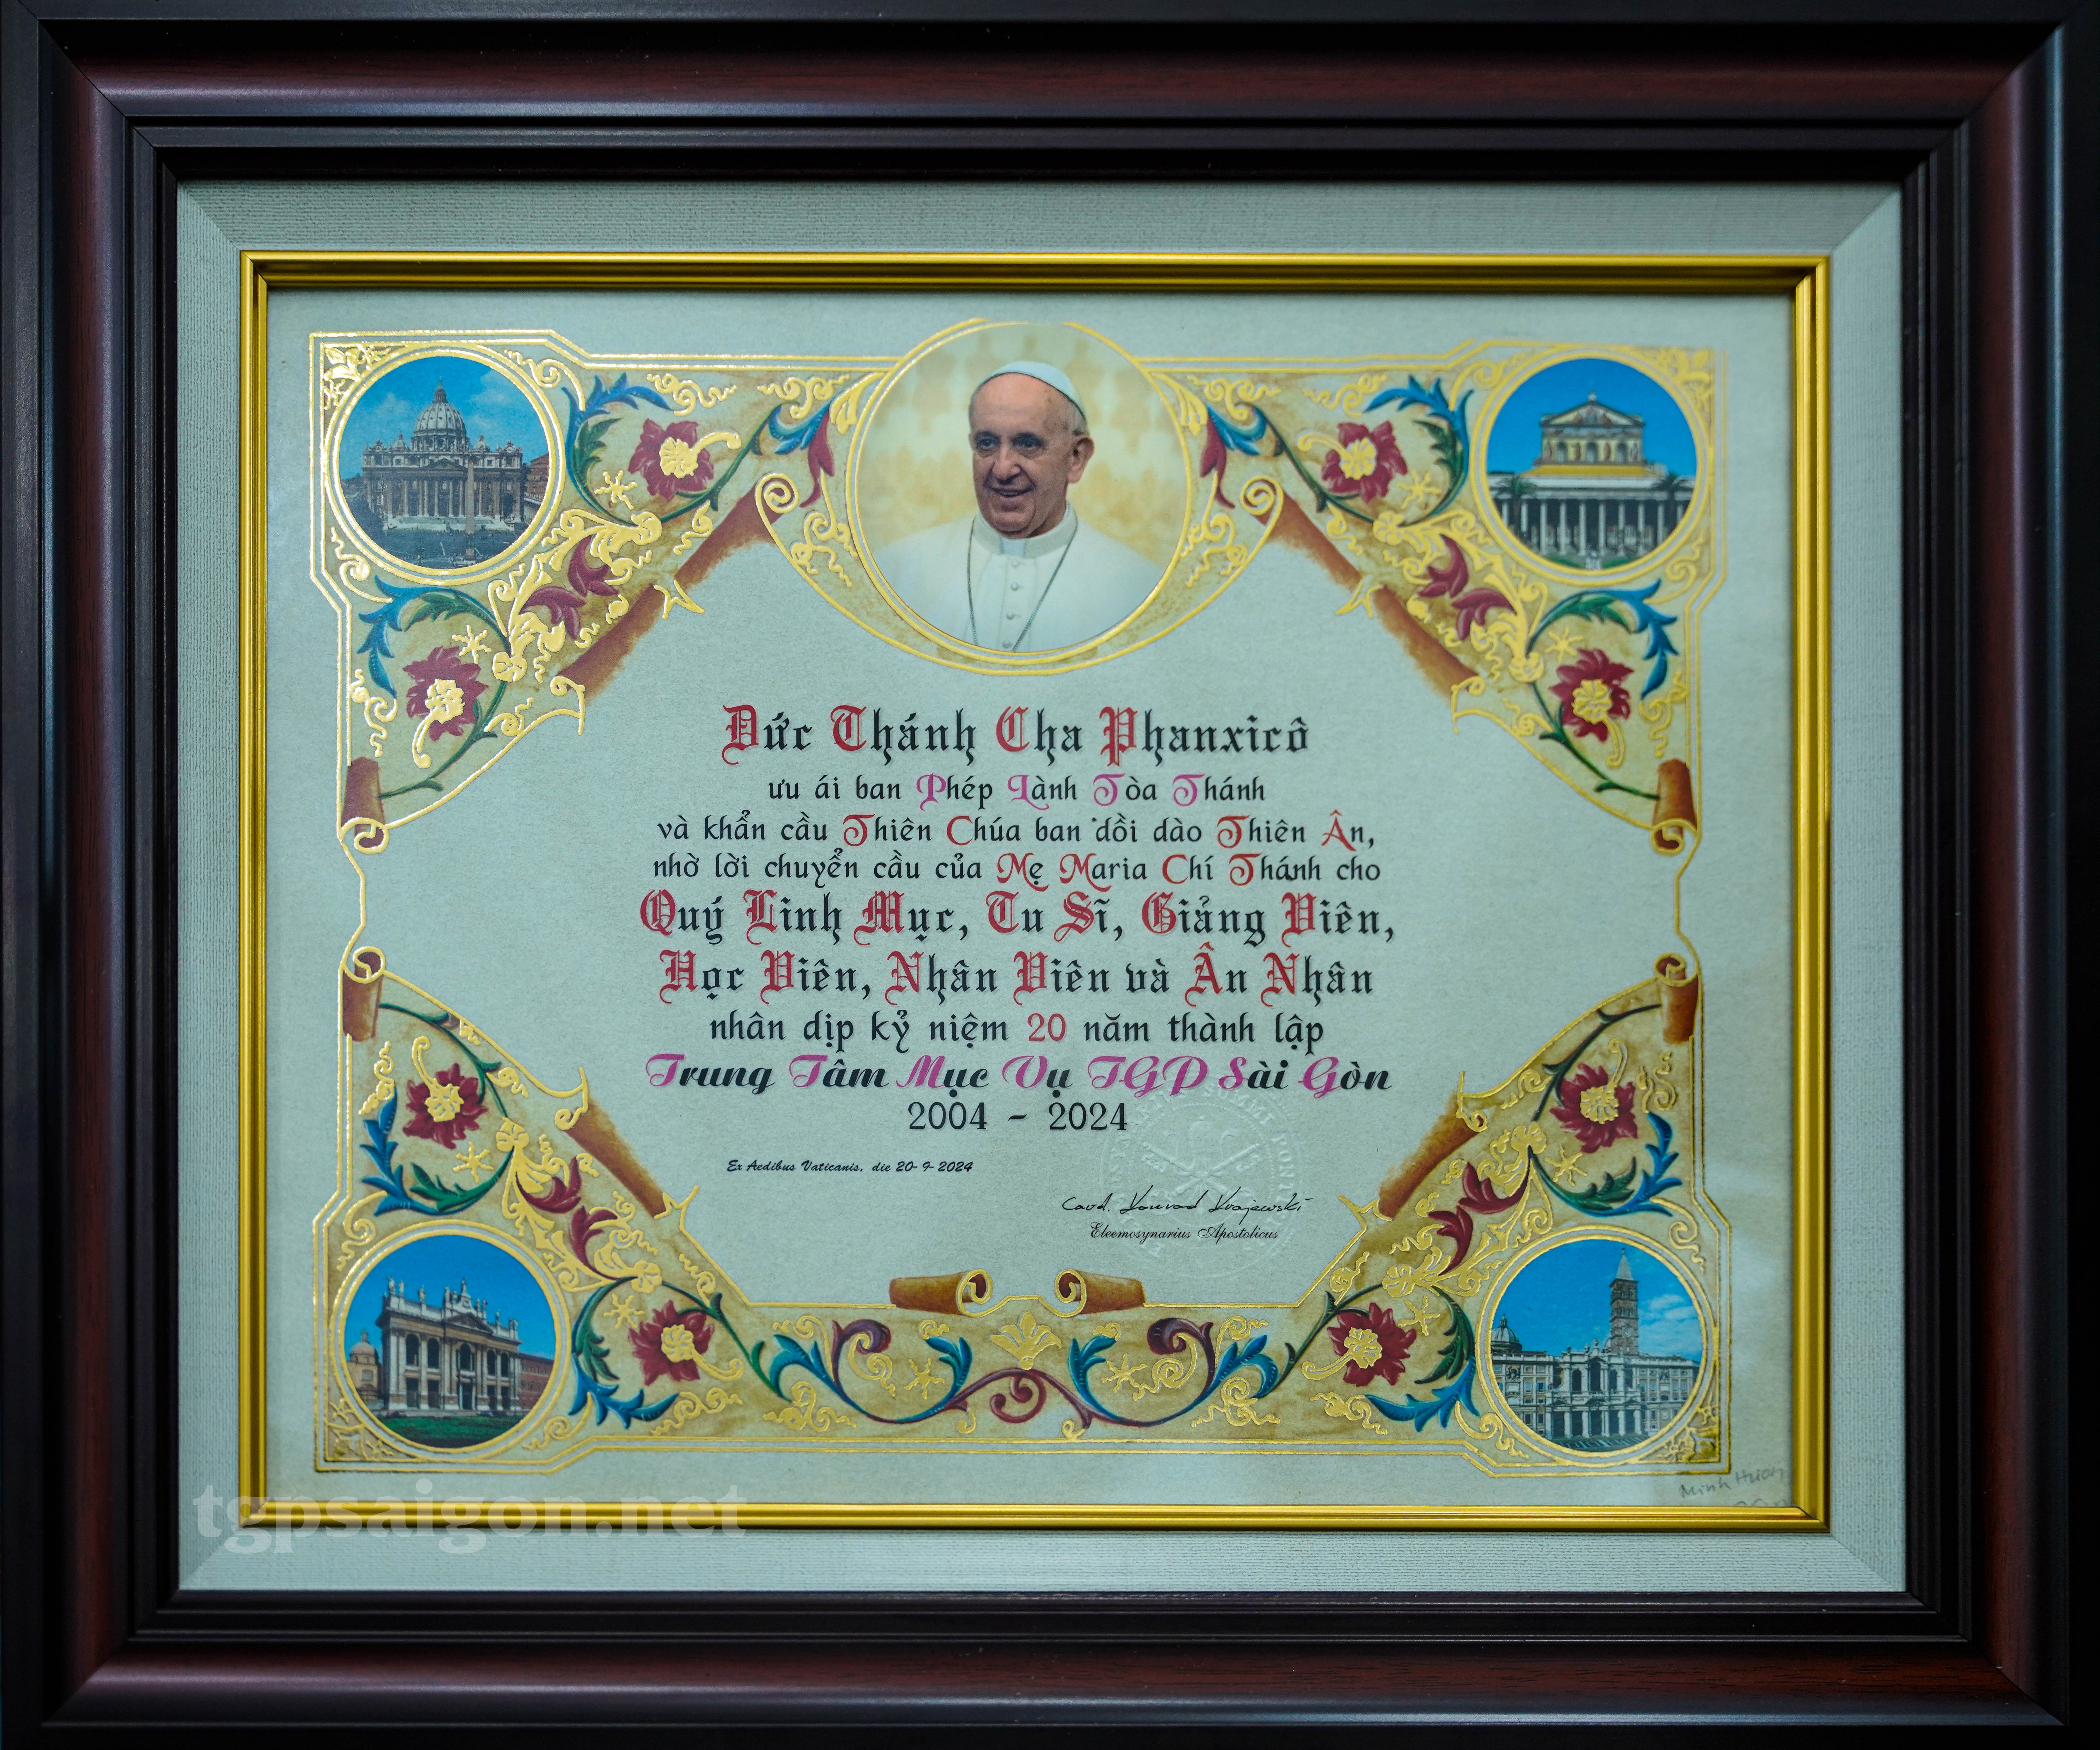 Đức Thánh Cha Phanxicô
ưu ái ban Phép Lành Tòa Thánh
và khẩn cầu Thiên Chúa ban dồi dào Thiên Ân,
nhờ lời chuyển cầu của Mẹ Maria Chí Thánh cho
Quý Linh Mục, Tu Sĩ, Giảng Viên,
Học Viên, Nhân Viên và Ân Nhân
nhân dịp kỷ niệm 20 năm thành lập
Trung Tâm Mục Vụ TGP Sài Gòn
2004 - 2024
Ex Aedibus Vaticanis, die 20-9-2024
Card. Konrad Krajewski
Eleemosynarius Apostolicus
Minh
tgpsaigon.net